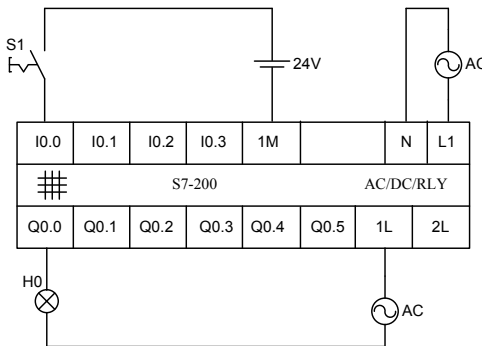 S1
24V
AC
I0.0 I0.1 I0.2 I0.3 1M N L1
S7-200 AC/DC/RLY
Q0.0 Q0.1 Q0.2 Q0.3 Q0.4 Q0.5 1L 2L
H0
AC